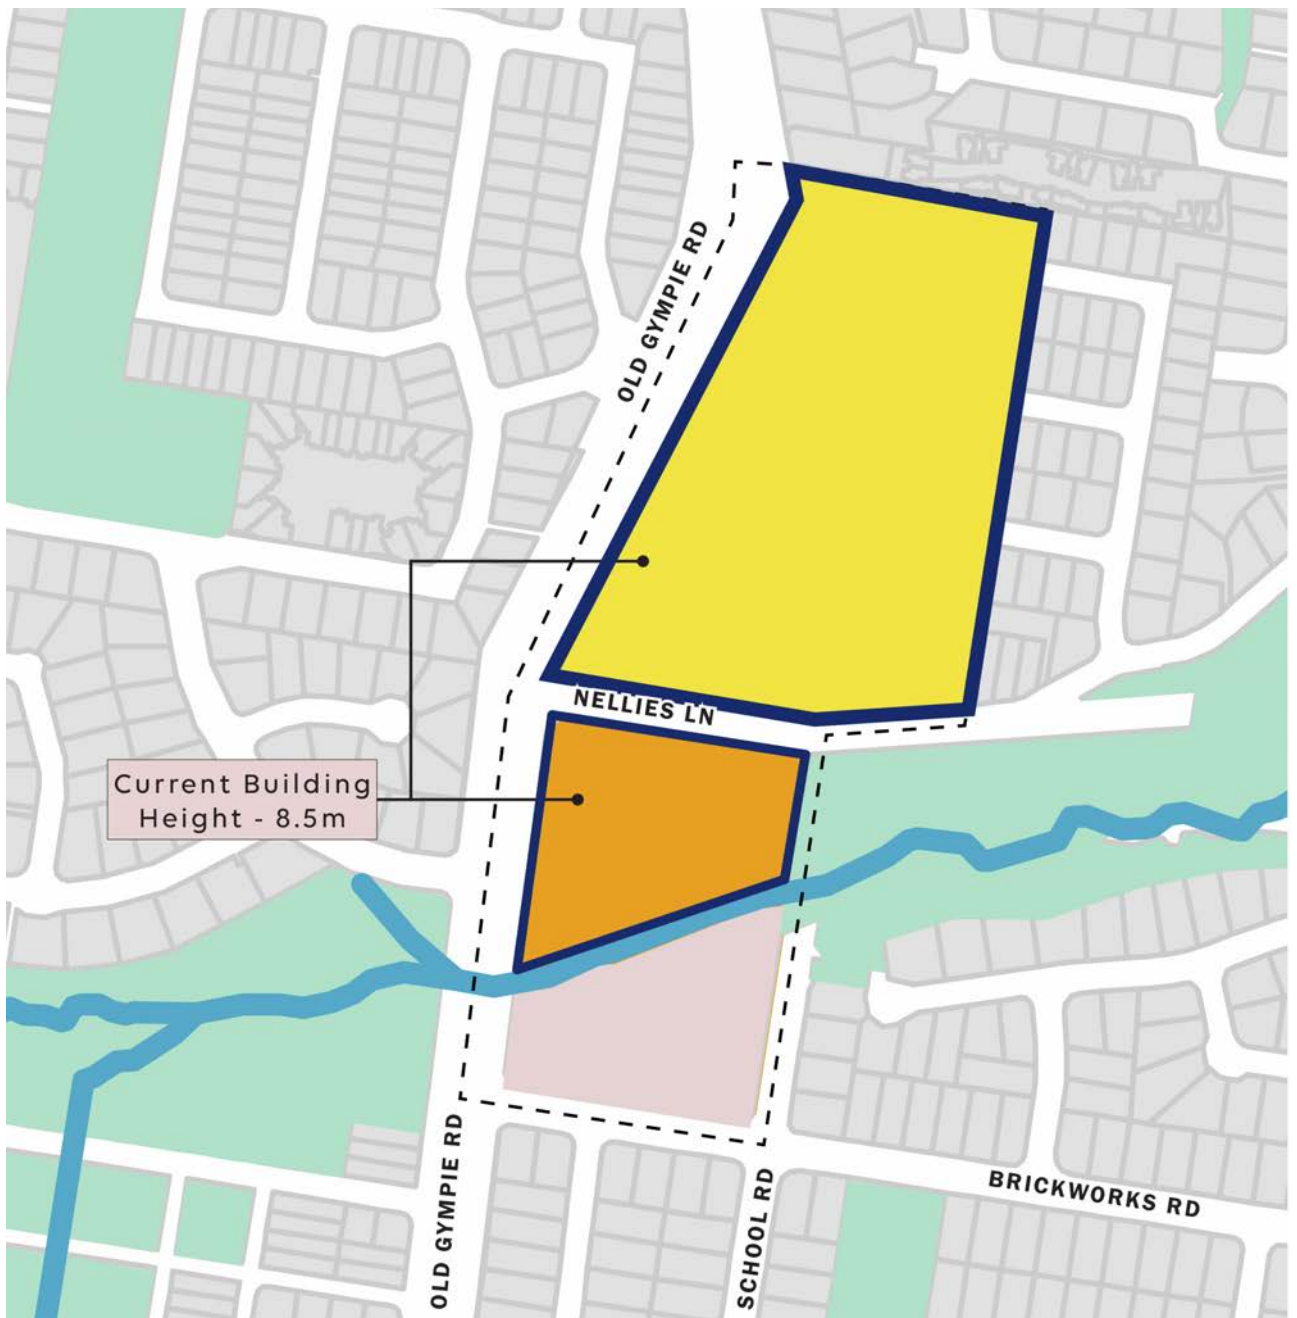 OLD GYMPIE RD
NELLIES LN
Current Building
Height - 8.5m
OLD GYMPIE RD
SCHOOL RD
BRICKWORKS RD